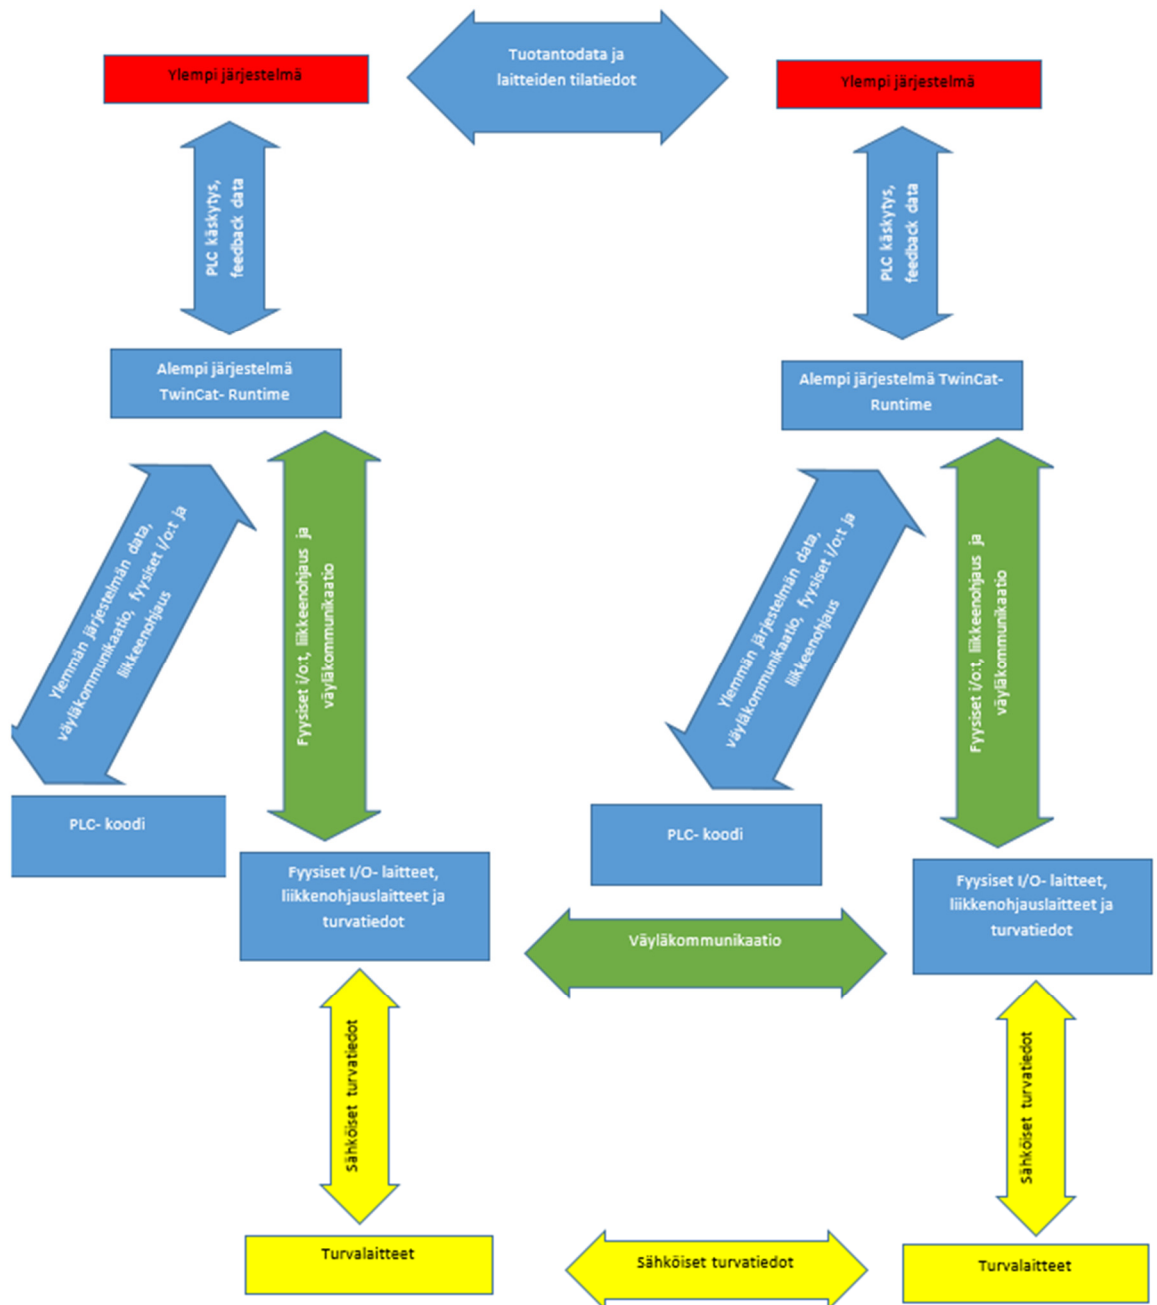 Tuotantodata ja
laitteiden tilatiedot
Ylempi järjestelmä
Ylempi järjestelmä
PLC käskytys,
feedback data
PLC käskytys,
feedback data
Alempi järjestelmä
TwinCat- Runtime
Alempi järjestelmä TwinCat-
Runtime
Ylemmän järjestelmän data,
väyläkommunikaatio, fyysiset i/o:t ja
liikkeenohjaus
Fyysiset i/o:t, liikkeenohjaus ja
väyläkommunikaatio
Ylemmän järjestelmän data,
väyläkommunikaatio, fyysiset i/o:t ja
liikkeenohjaus
Fyysiset i/o:t, liikkeenohjaus ja
väyläkommunikaatio
PLC- koodi
PLC- koodi
Fyysiset I/O- laitteet,
liikkenohjauslaitteet ja
turvatiedot
Fyysiset I/O- laitteet,
liikkenohjauslaitteet ja
turvatiedot
Väyläkommunikaatio
Sähköiset turvatiedot
Sähköiset turvatiedot
Turvalaitteet
Sähköiset turvatiedot
Turvalaitteet